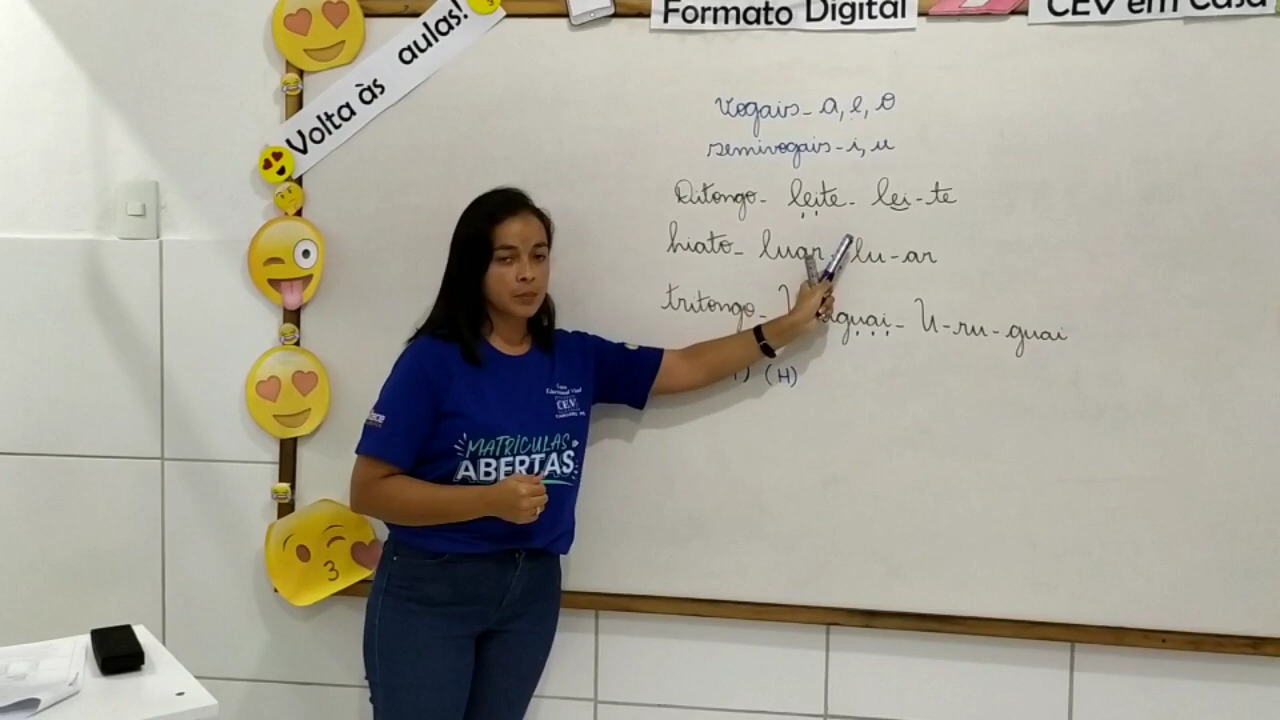 Volta às aulas!
Formato Digital
CEV em Casa
Vogais - a, e, o
semivogais - i, u
Ditongo - leite - lei-te
hiato - luar lu-ar
tritongo - U guai - U-ru-guai
(H)
CEV
MATRÍCULAS
ABERTAS